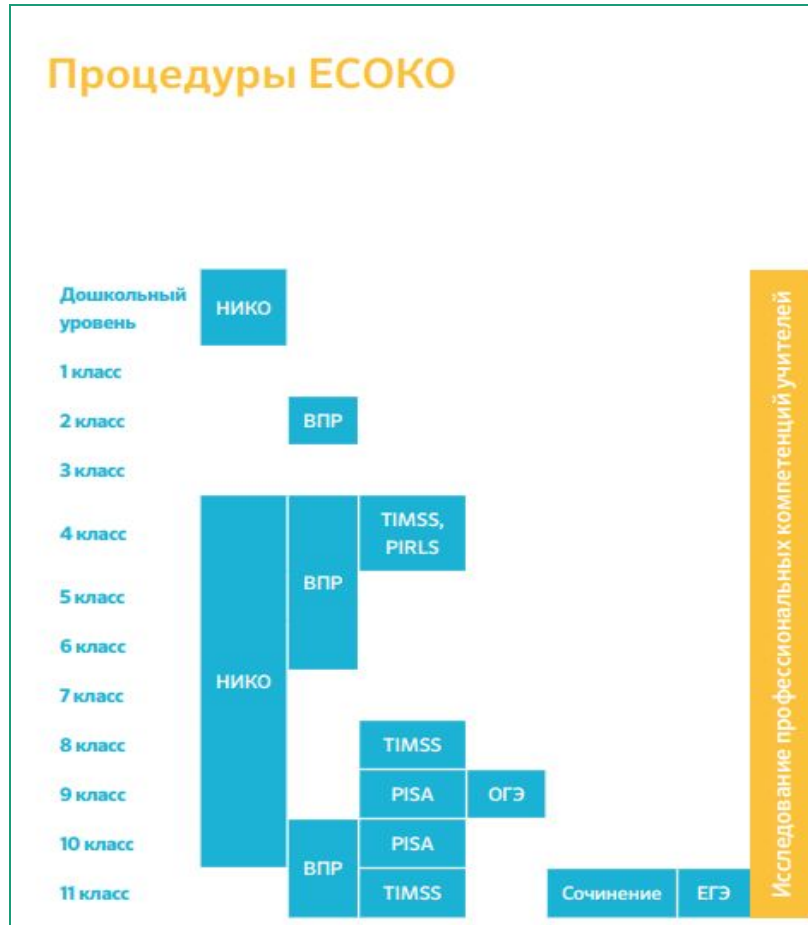 Процедуры ЕСОКО
Дошкольный
уровень
НИКО
1 класс
2 класс
ВПР
3 класс
4 класс
TIMSS,
PIRLS
ВПР
5 класс
6 класс
НИКО
7 класс
8 класс
TIMSS
9 класс
PISA
ОГЭ
10 класс
PISA
ВПР
11 класс
TIMSS
Сочинение
ЕГЭ
Исследование профессиональных компетенций учителей